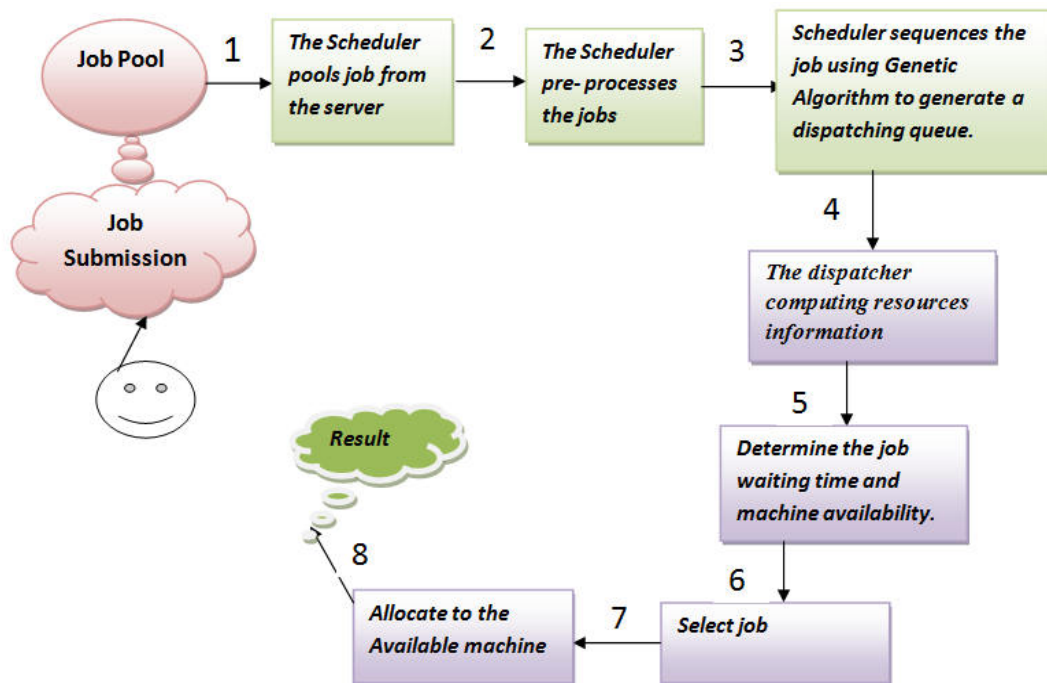 Job Pool
1
The Scheduler
pools job from
the server
2
The Scheduler
pre- processes
the jobs
3
Scheduler sequences the
job using Genetic
Algorithm to generate a
dispatching queue.
Job
Submission
4
The dispatcher
computing resources
information
5
Determine the job
waiting time and
machine availability.
6
Select job
7
Allocate to the
Available machine
8
Result